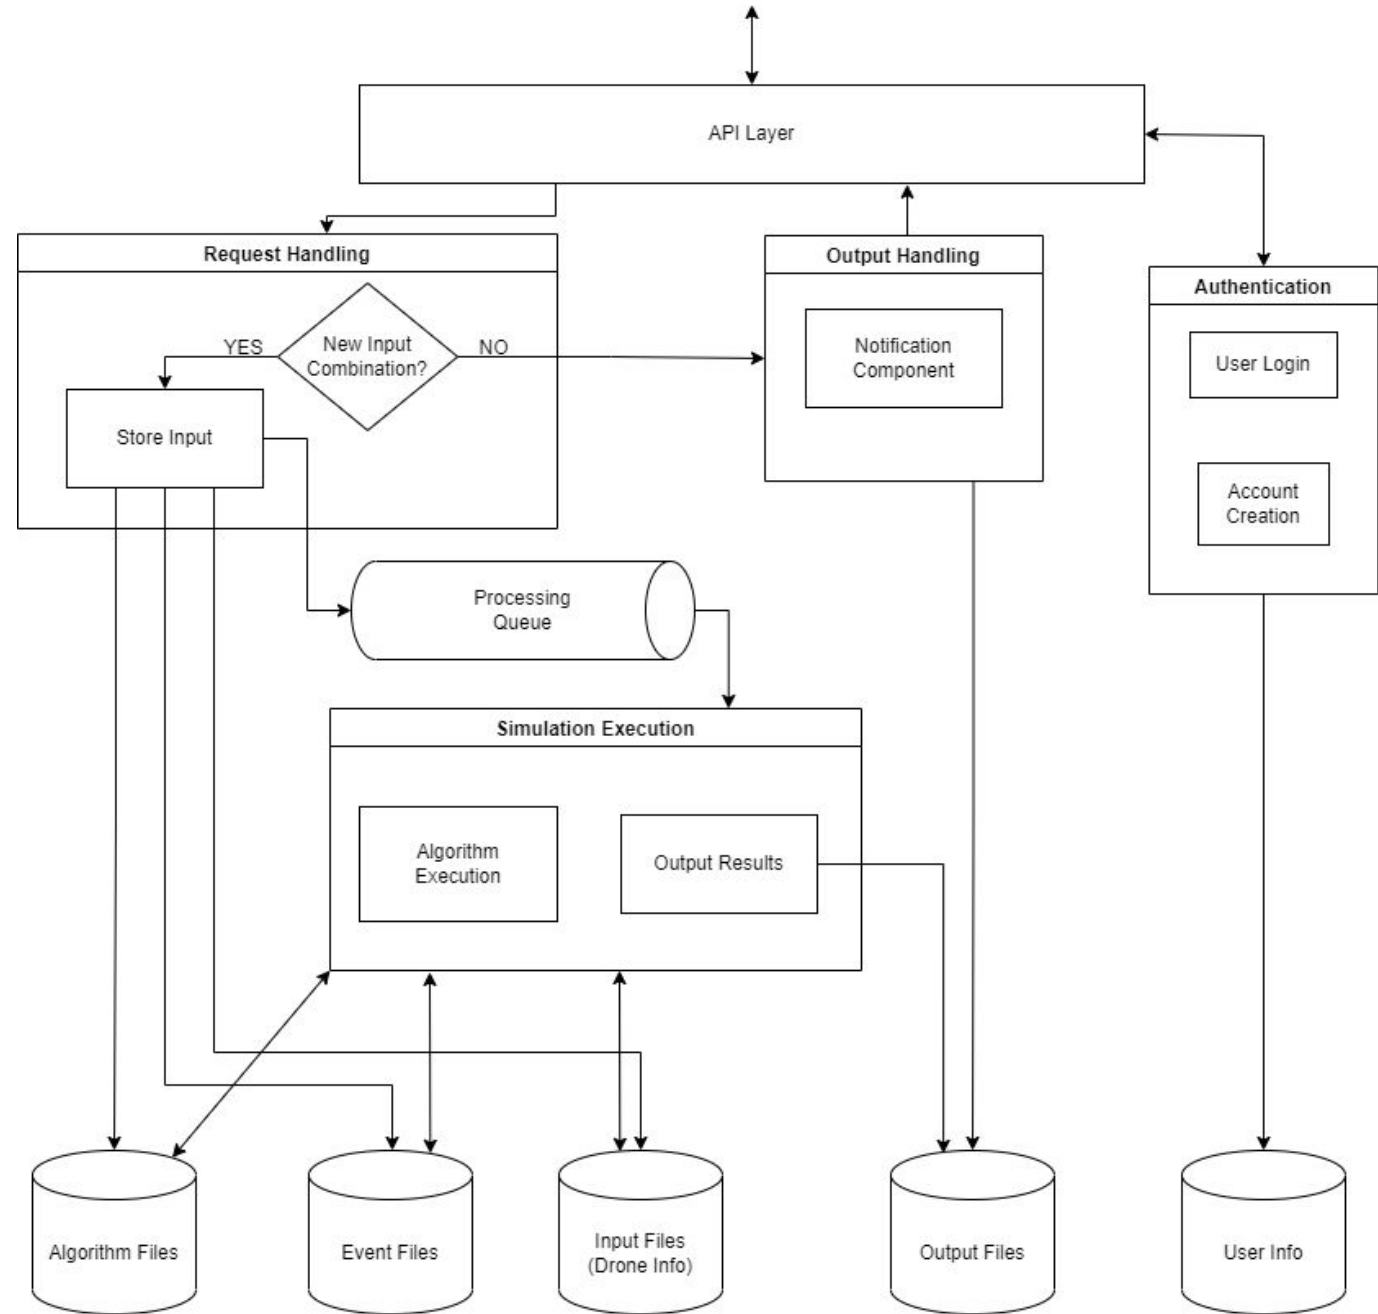 API Layer
Request Handling
New Input
Combination?
YES
NO
Store Input
Output Handling
Notification
Component
Authentication
User Login
Account
Creation
Processing
Queue
Simulation Execution
Algorithm
Execution
Output Results
Algorithm Files
Event Files
Input Files
(Drone Info)
Output Files
User Info